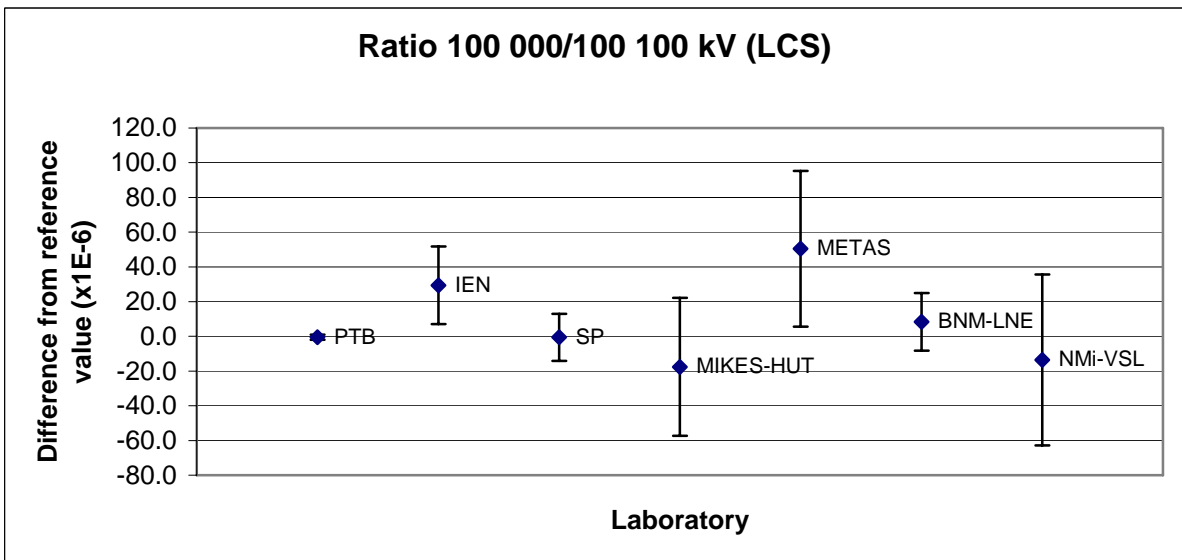 Ratio 100 000/100 100 kV (LCS)
Difference from reference
value (x1E-6)
120.0
100.0
80.0
60.0
40.0
20.0
0.0
-20.0
-40.0
-60.0
-80.0
PTB
IEN
SP
MIKES-HUT
METAS
BNM-LNE
NMi-VSL
Laboratory